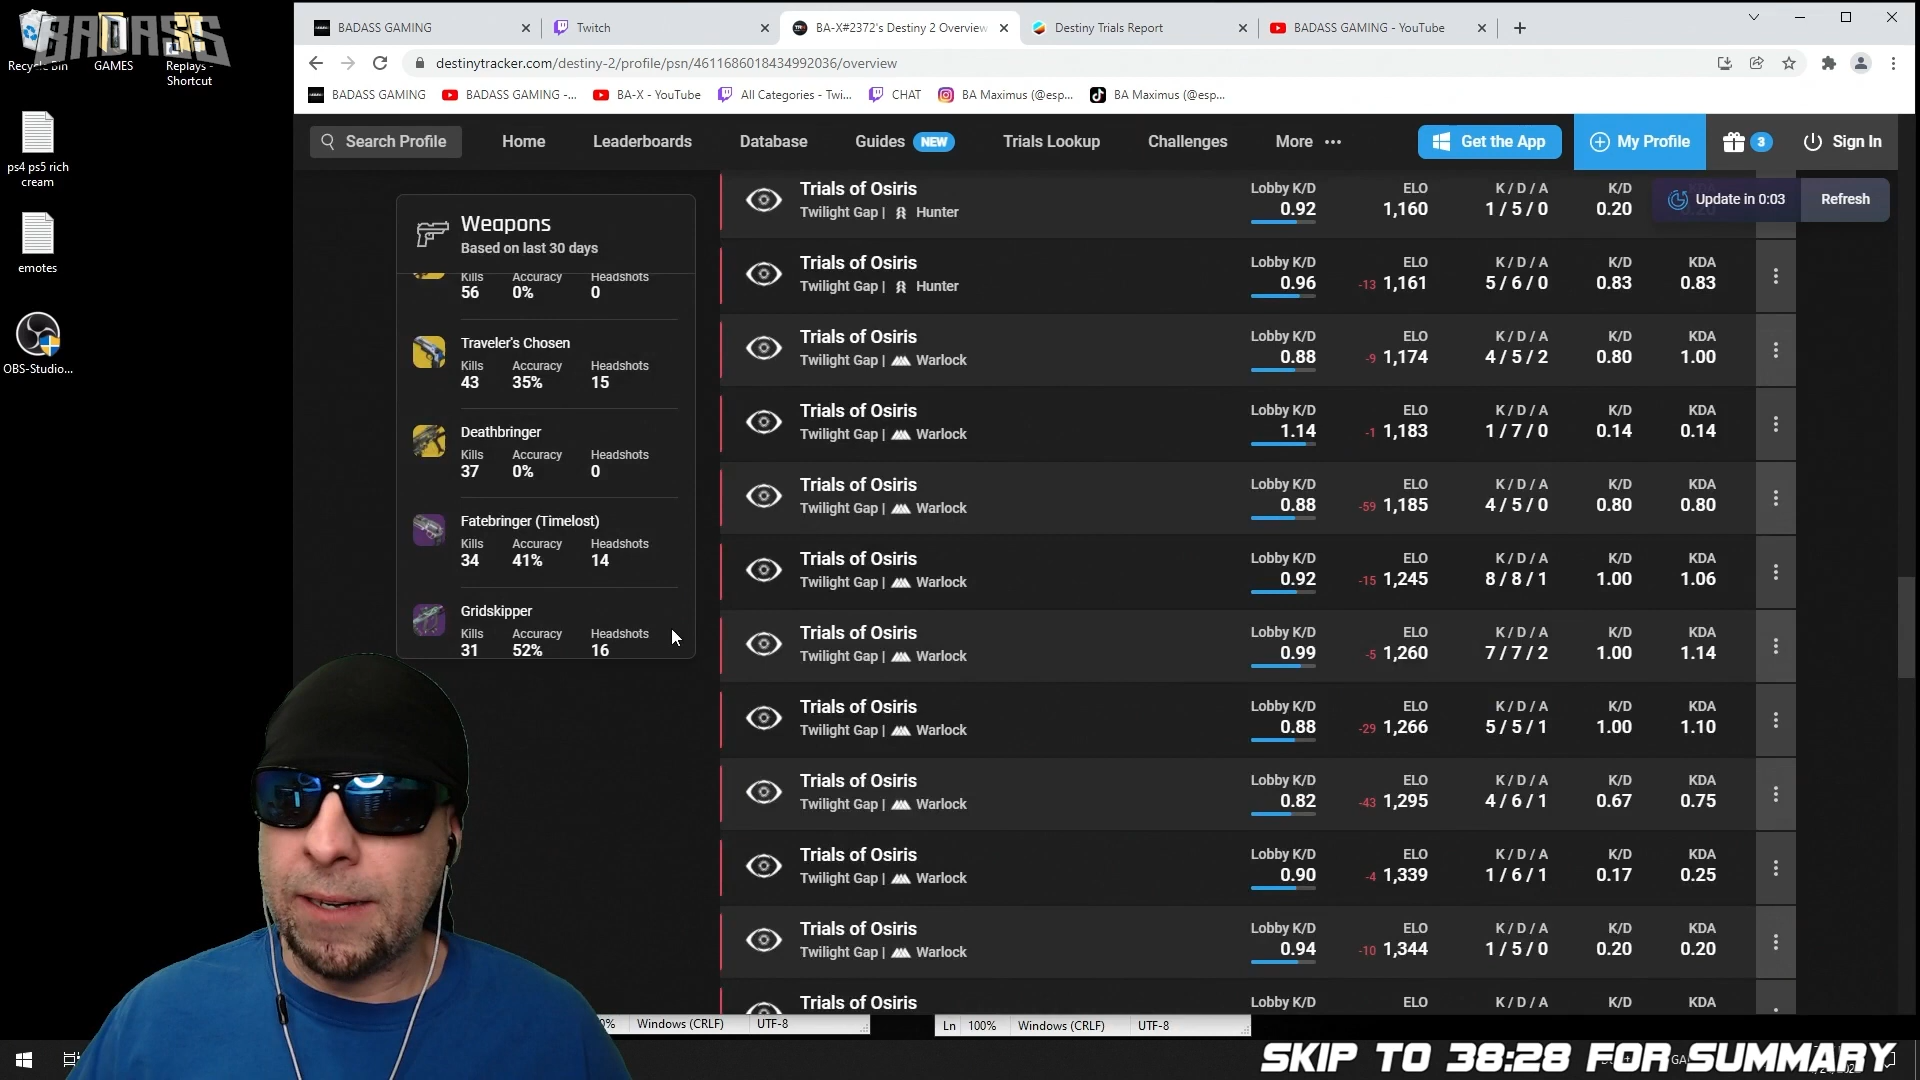 BADASS
Recycle Bin
GAMES
Replays -
Shortcut
ps4 ps5 rich
cream
emotes
OBS-Studio...
BADASS GAMING
Twitch
BA-X#2372's Destiny 2 Overview
Destiny Trials Report
BADASS GAMING - YouTube
destinytracker.com/destiny-2/profile/psn/4611686018434992036/overview
BADASS GAMING
BADASS GAMING -...
BA-X - YouTube
All Categories - Twi...
CHAT
BA Maximus (@esp...
BA Maximus (@esp...
Search Profile
Home
Leaderboards
Database
Guides NEW
Trials Lookup
Challenges
More
Get the App
My Profile
3
Sign In
Update in 0:03
Refresh
Weapons
Based on last 30 days
Kills Accuracy Headshots
56 0% 0
Traveler's Chosen
Kills Accuracy Headshots
43 35% 15
Deathbringer
Kills Accuracy Headshots
37 0% 0
Fatebringer (Timelost)
Kills Accuracy Headshots
34 41% 14
Gridskipper
Kills Accuracy Headshots
31 52% 16
Trials of Osiris Lobby K/D ELO K / D / A K/D
Twilight Gap | Hunter 0.92 1,160 1 / 5 / 0 0.20
Trials of Osiris Lobby K/D ELO K / D / A K/D KDA
Twilight Gap | Hunter 0.96 -13 1,161 5 / 6 / 0 0.83 0.83
Trials of Osiris Lobby K/D ELO K / D / A K/D KDA
Twilight Gap | Warlock 0.88 -9 1,174 4 / 5 / 2 0.80 1.00
Trials of Osiris Lobby K/D ELO K / D / A K/D KDA
Twilight Gap | Warlock 1.14 -1 1,183 1 / 7 / 0 0.14 0.14
Trials of Osiris Lobby K/D ELO K / D / A K/D KDA
Twilight Gap | Warlock 0.88 -59 1,185 4 / 5 / 0 0.80 0.80
Trials of Osiris Lobby K/D ELO K / D / A K/D KDA
Twilight Gap | Warlock 0.92 -15 1,245 8 / 8 / 1 1.00 1.06
Trials of Osiris Lobby K/D ELO K / D / A K/D KDA
Twilight Gap | Warlock 0.99 -5 1,260 7 / 7 / 2 1.00 1.14
Trials of Osiris Lobby K/D ELO K / D / A K/D KDA
Twilight Gap | Warlock 0.88 -29 1,266 5 / 5 / 1 1.00 1.10
Trials of Osiris Lobby K/D ELO K / D / A K/D KDA
Twilight Gap | Warlock 0.82 -43 1,295 4 / 6 / 1 0.67 0.75
Trials of Osiris Lobby K/D ELO K / D / A K/D KDA
Twilight Gap | Warlock 0.90 -4 1,339 1 / 6 / 1 0.17 0.25
Trials of Osiris Lobby K/D ELO K / D / A K/D KDA
Twilight Gap | Warlock 0.94 -10 1,344 1 / 5 / 0 0.20 0.20
Trials of Osiris Lobby K/D ELO K / D / A K/D KDA
Windows (CRLF) UTF-8
Ln 100% Windows (CRLF) UTF-8
SKIP TO 38:28 FOR SUMMARY